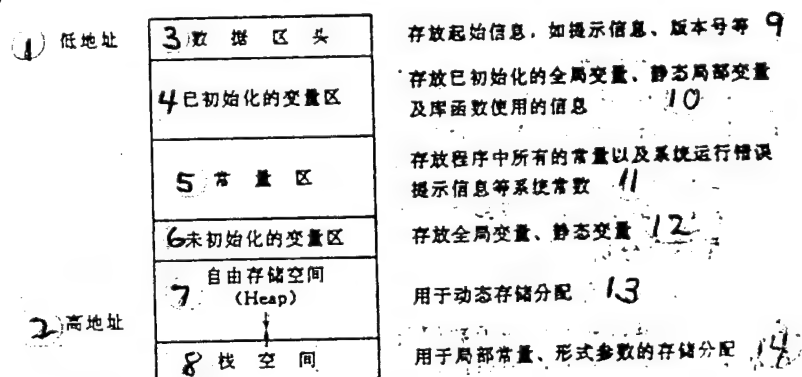 1 低地址
3 数据区头
存放起始信息，如提示信息、版本号等 9
4 已初始化的变量区
存放已初始化的全局变量、静态局部变量
及库函数使用的信息 10
5 常量区
存放程序中所有的常量以及系统运行错误
提示信息等系统常数 11
6 未初始化的变量区
存放全局变量、静态变量 12
7 自由存储空间
(Heap)
用于动态存储分配 13
2 高地址
8 栈空间
用于局部常量、形式参数的存储分配 14